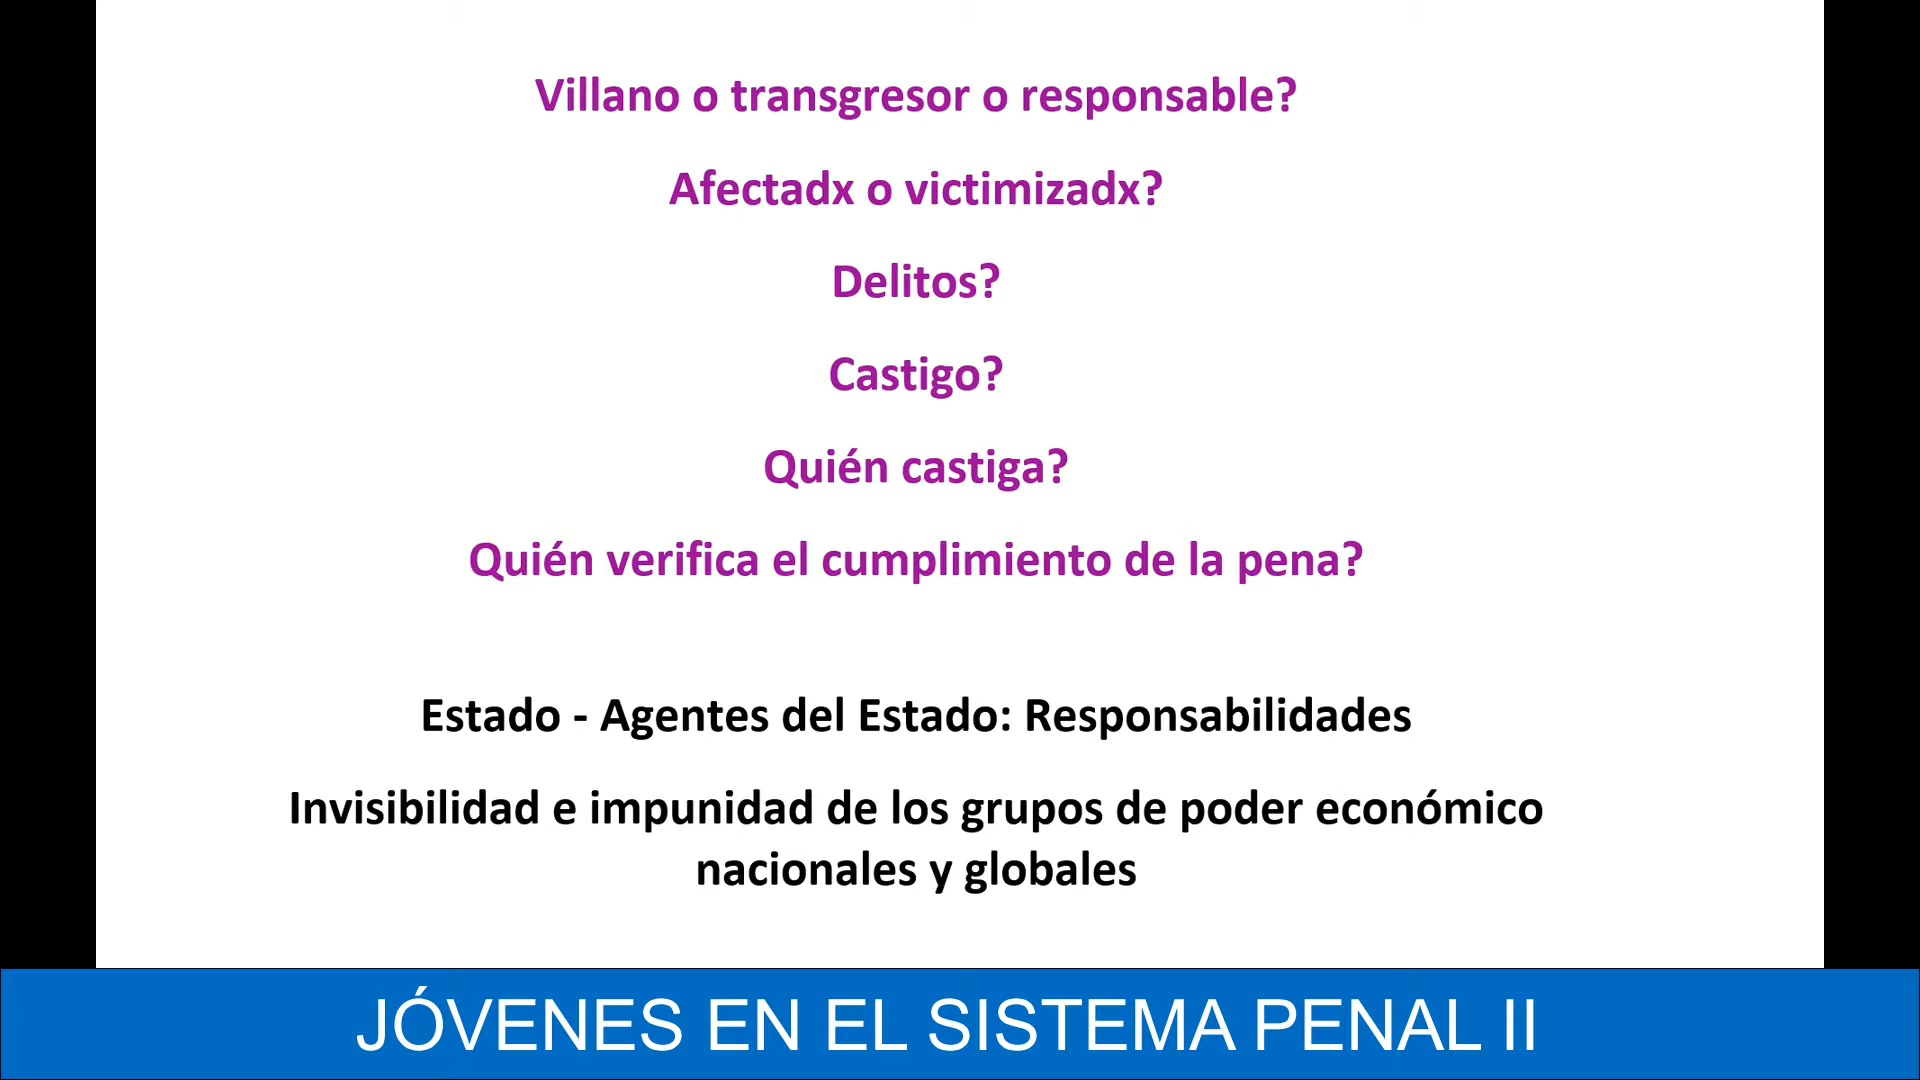 Villano o transgresor o responsable?
Afectadx o victimizadx?
Delitos?
Castigo?
Quién castiga?
Quién verifica el cumplimiento de la pena?
Estado - Agentes del Estado: Responsabilidades
Invisibilidad e impunidad de los grupos de poder económico
nacionales y globales
JÓVENES EN EL SISTEMA PENAL II